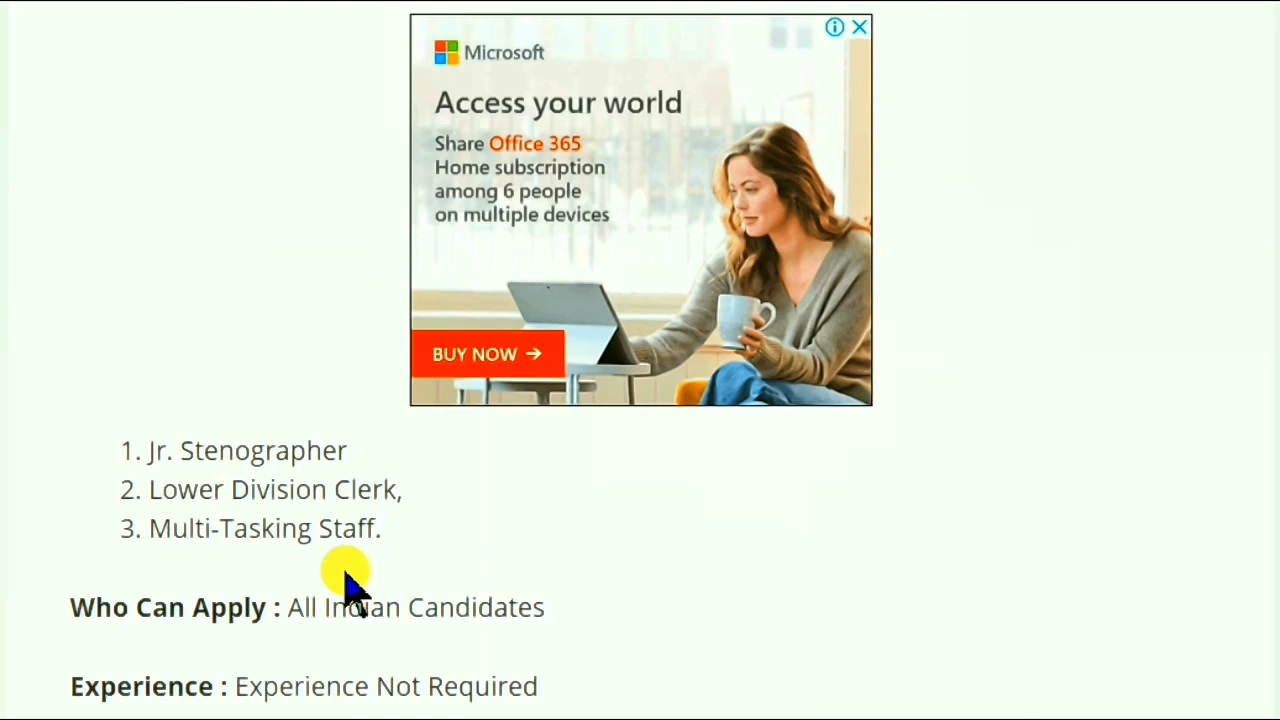 Microsoft
Access your world
Share Office 365
Home subscription
among 6 people
on multiple devices
BUY NOW →
1. Jr. Stenographer
2. Lower Division Clerk,
3. Multi-Tasking Staff.
Who Can Apply : All Indian Candidates
Experience : Experience Not Required